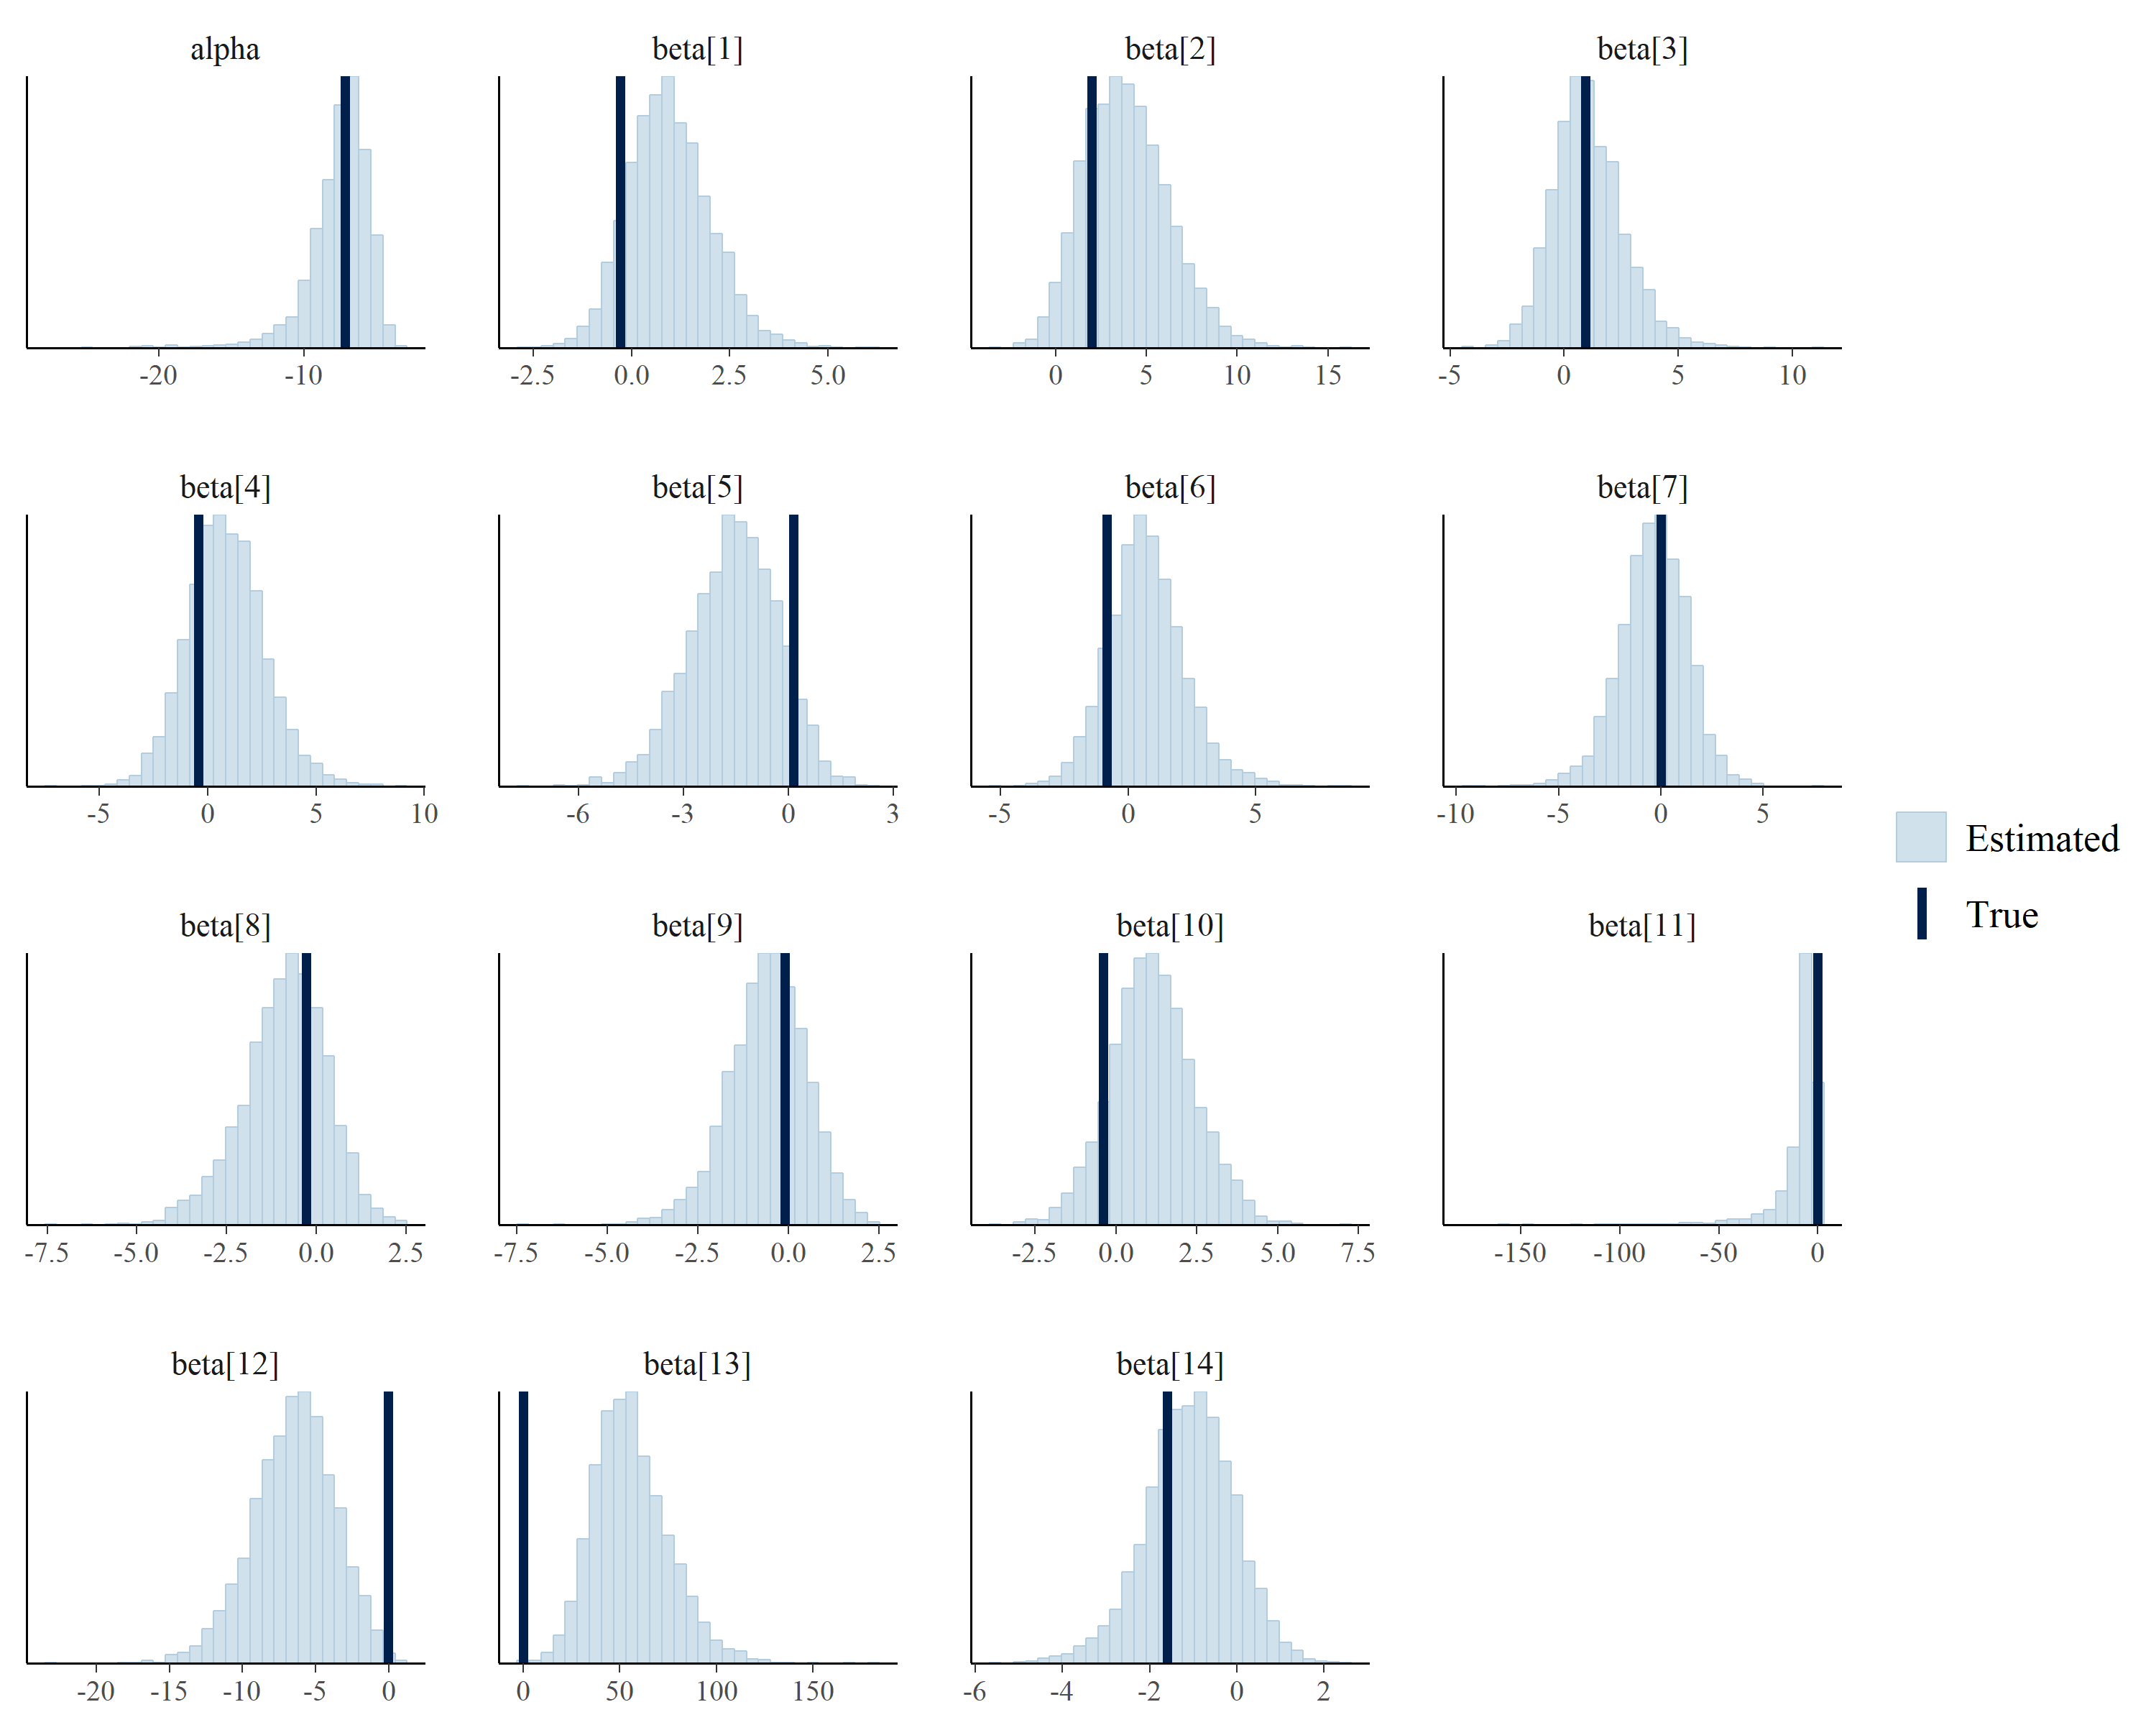 alpha
beta[1]
beta[2]
beta[3]
-20 -10
-2.5 0.0 2.5 5.0
0 5 10 15
-5 0 5 10
beta[4]
beta[5]
beta[6]
beta[7]
-5 0 5 10
-6 -3 0 3
-5 0 5
-10 -5 0 5
Estimated
True
beta[8]
beta[9]
beta[10]
beta[11]
-7.5 -5.0 -2.5 0.0 2.5
-7.5 -5.0 -2.5 0.0 2.5
-2.5 0.0 2.5 5.0 7.5
-150 -100 -50 0
beta[12]
beta[13]
beta[14]
-20 -15 -10 -5 0
0 50 100 150
-6 -4 -2 0 2